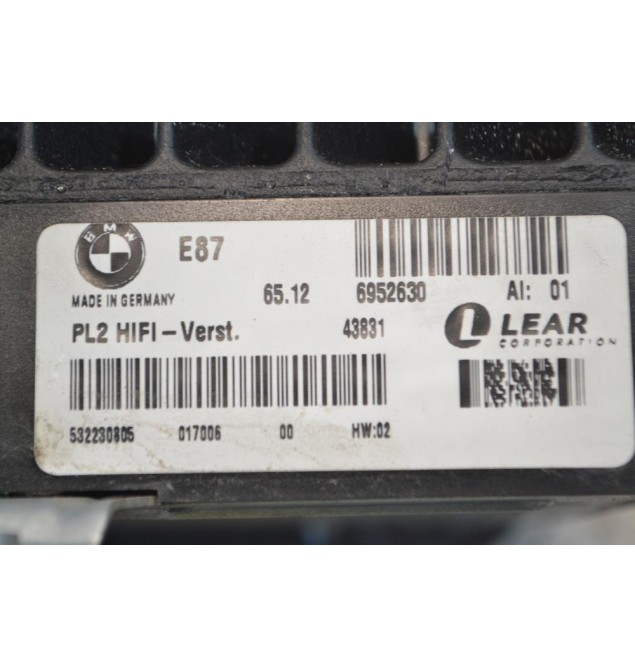 BMW
E87
MADE IN GERMANY 65.12 6952630 AI: 01
PL2 HIFI-Verst. 43831 LEAR
CORPORATION
532230805 017006 00 HW:02